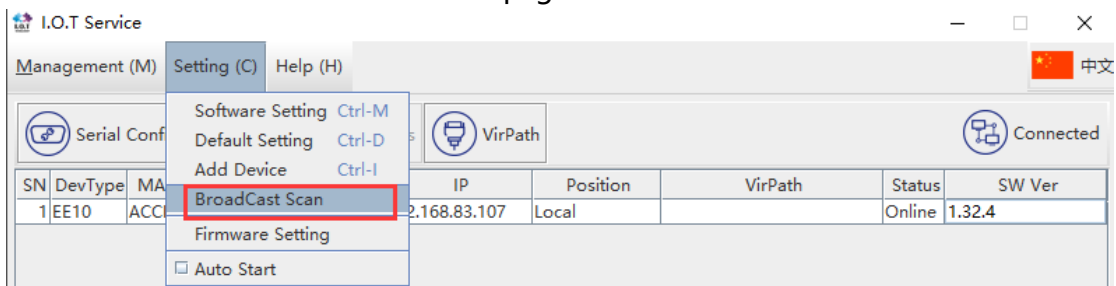 I.O.T Service
Management (M) Setting (C) Help (H) 中文
Software Setting Ctrl-M
Default Setting Ctrl-D
Add Device Ctrl-I
BroadCast Scan
Firmware Setting
Auto Start
Serial Conf VirPath Connected
SN DevType MA IP Position VirPath Status SW Ver
1 EE10 ACC 2.168.83.107 Local Online 1.32.4